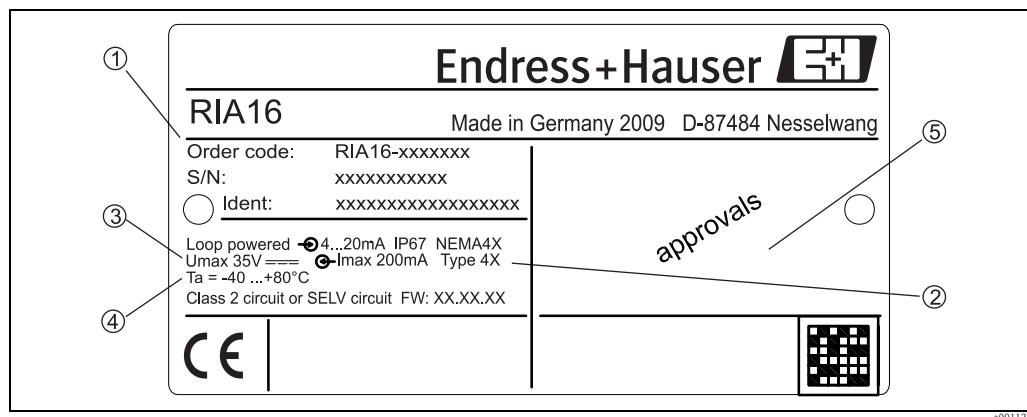 Endress+Hauser
RIA16
Made in Germany 2009 D-87484 Nesselwang
Order code: RIA16-xxxxxxx
S/N: xxxxxxxxxxx
Ident: xxxxxxxxxxxxxxxxxx
Loop powered 4...20mA IP67 NEMA4X
Umax 35V Imax 200mA Type 4X
Ta = -40 ...+80°C
Class 2 circuit or SELV circuit FW: XX.XX.XX
approvals
CE
1
2
3
4
5